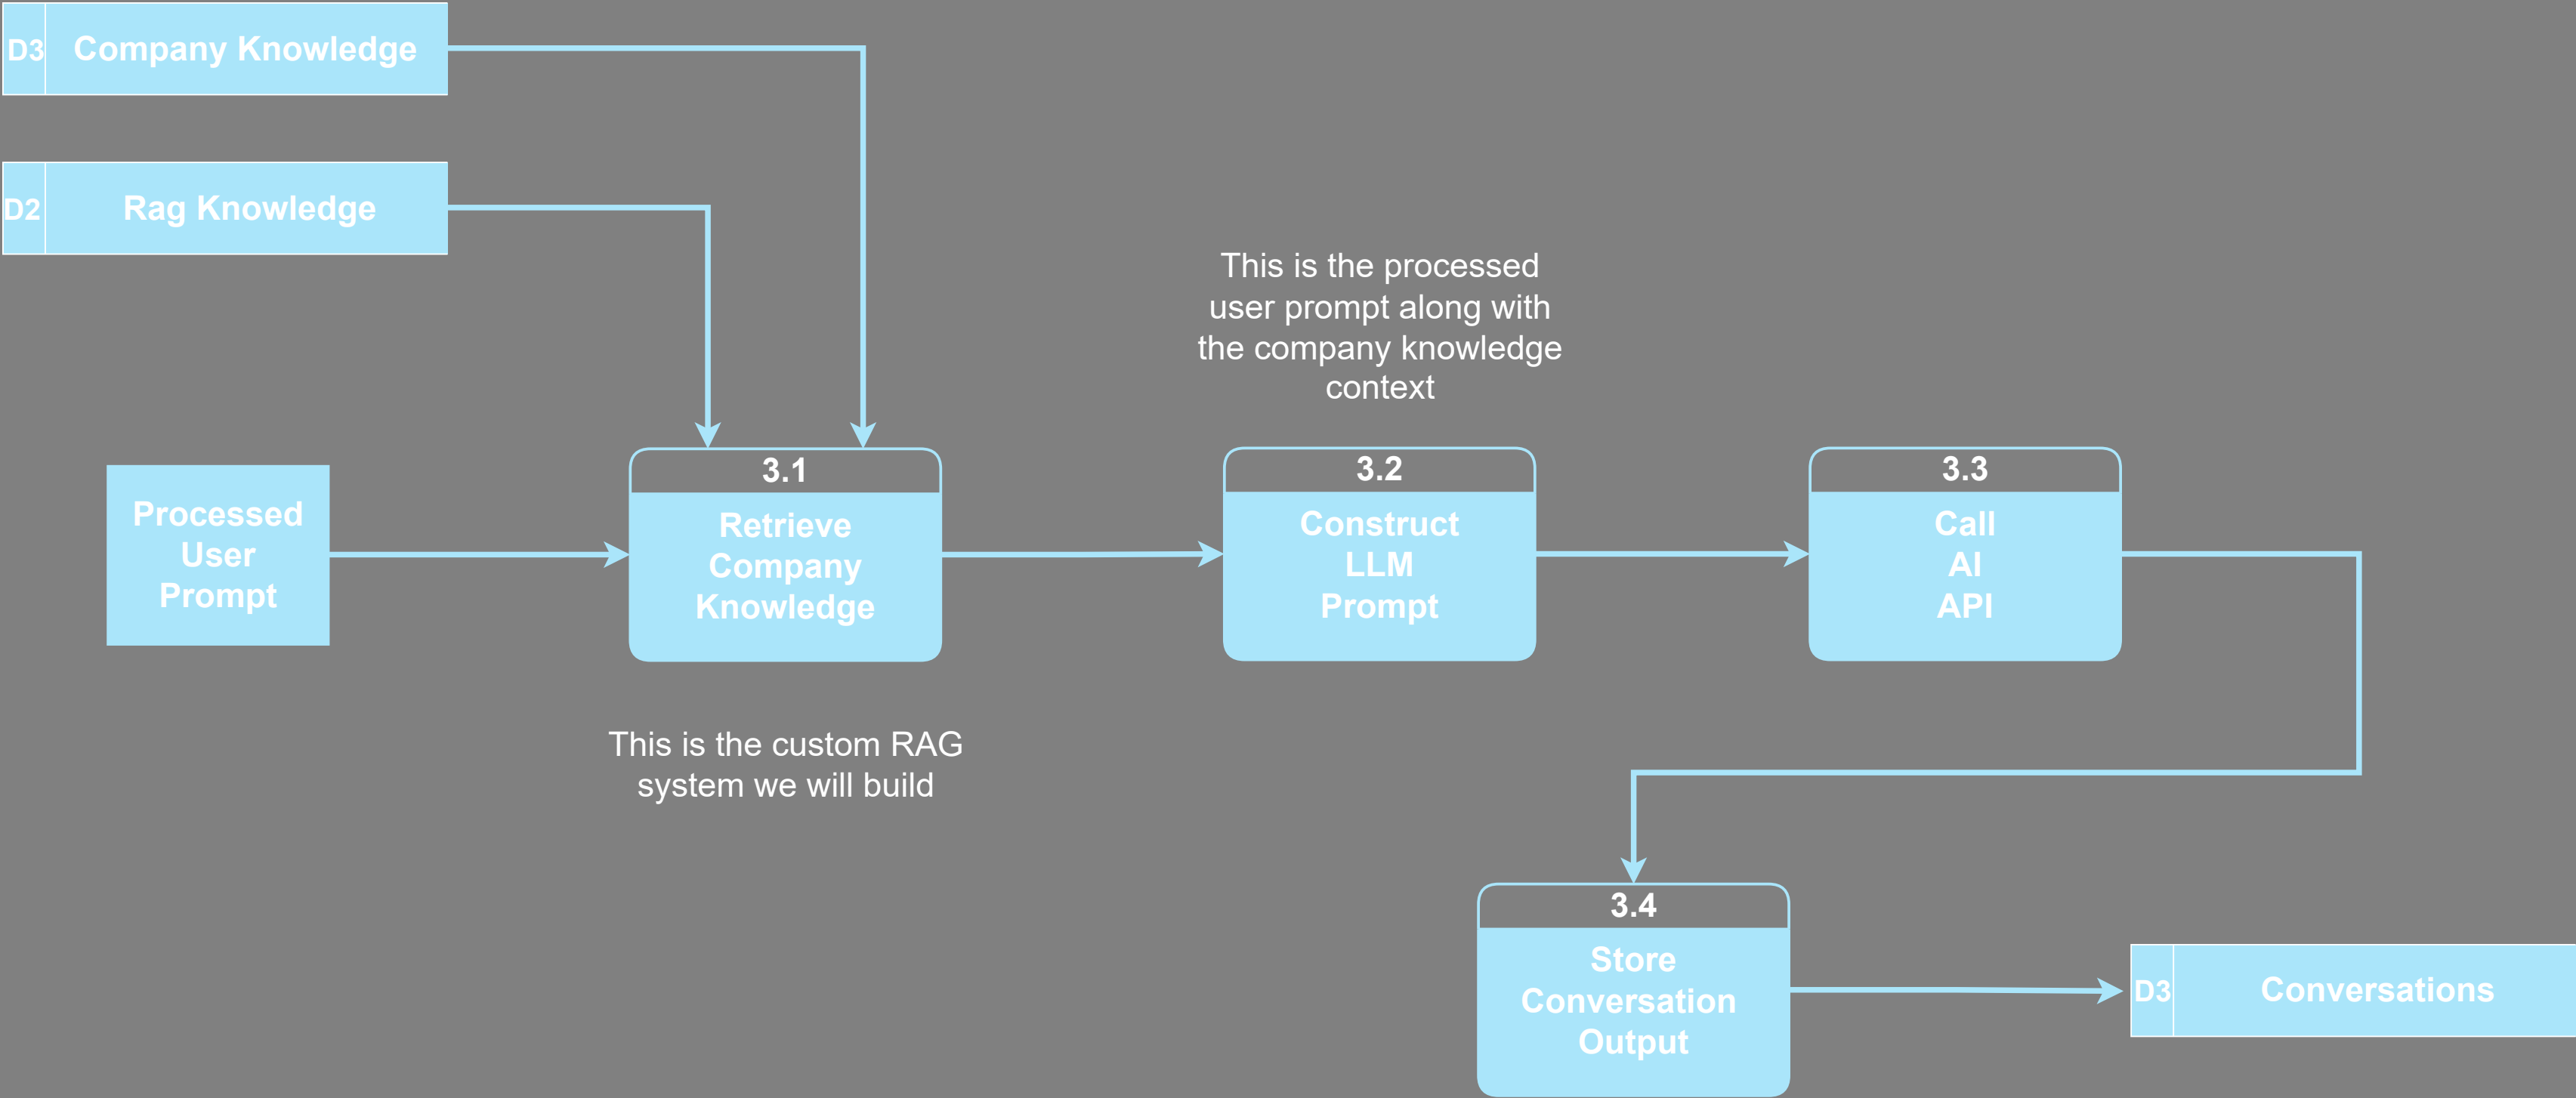 D3
Company Knowledge
D2
Rag Knowledge
This is the processed
user prompt along with
the company knowledge
context
Processed
User
Prompt
3.1
Retrieve
Company
Knowledge
3.2
Construct
LLM
Prompt
3.3
Call
AI
API
This is the custom RAG
system we will build
3.4
Store
Conversation
Output
D3
Conversations